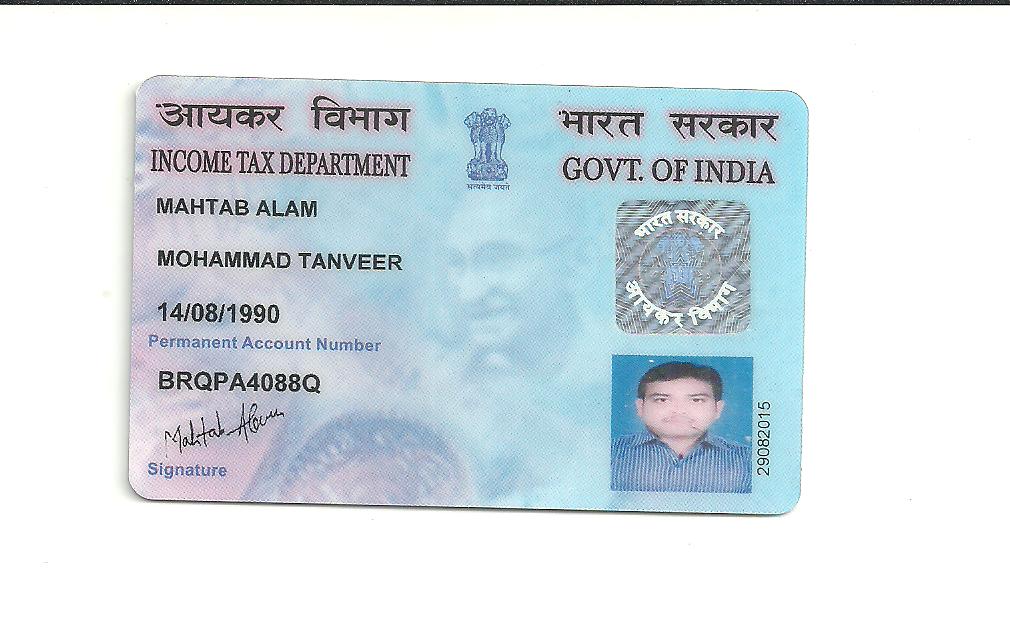 आयकर विभाग
INCOME TAX DEPARTMENT
भारत सरकार
GOVT. OF INDIA
सत्यमेव जयते
MAHTAB ALAM
MOHAMMAD TANVEER
14/08/1990
Permanent Account Number
BRQPA4088Q
Mahtab Alam
Signature
भारत सरकार
आयकर विभाग
29082015